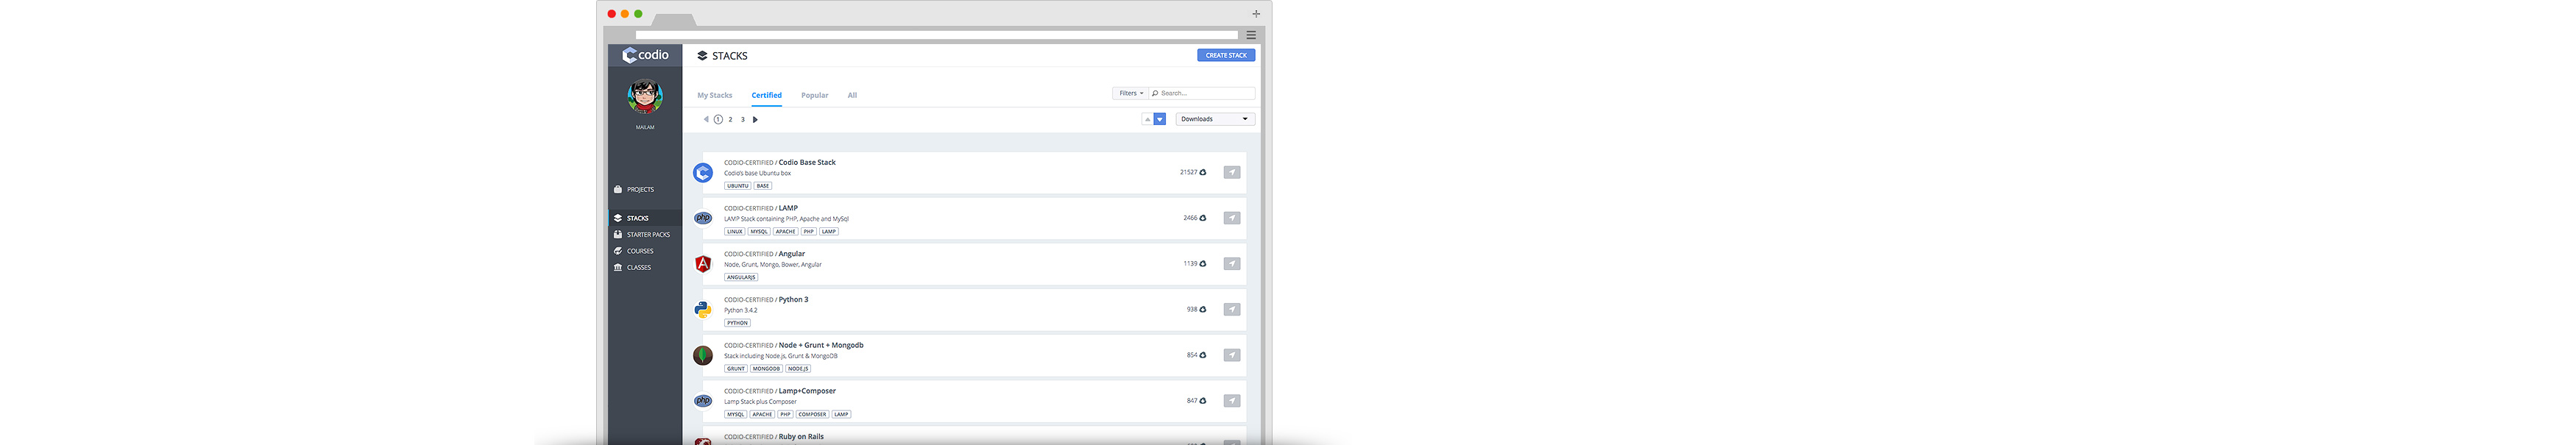 codio
STACKS
CREATE STACK
MAILAM
My Stacks Certified Popular All
Filters Search...
1 2 3
Downloads
PROJECTS
STACKS
STARTER PACKS
COURSES
CLASSES
CODIO-CERTIFIED / Codio Base Stack
Codio's base Ubuntu box
21527
UBUNTU BASE
php
CODIO-CERTIFIED / LAMP
LAMP Stack containing PHP, Apache and MySql
2466
LINUX MYSQL APACHE PHP LAMP
CODIO-CERTIFIED / Angular
Node, Grunt, Mongo, Bower, Angular
1139
ANGULARJS
CODIO-CERTIFIED / Python 3
Python 3.4.2
938
PYTHON
CODIO-CERTIFIED / Node + Grunt + Mongodb
Stack including Node.js, Grunt & MongoDB
854
GRUNT MONGODB NODE.JS
php
CODIO-CERTIFIED / Lamp+Composer
Lamp Stack plus Composer
847
MYSQL APACHE PHP COMPOSER LAMP
CODIO-CERTIFIED / Ruby on Rails